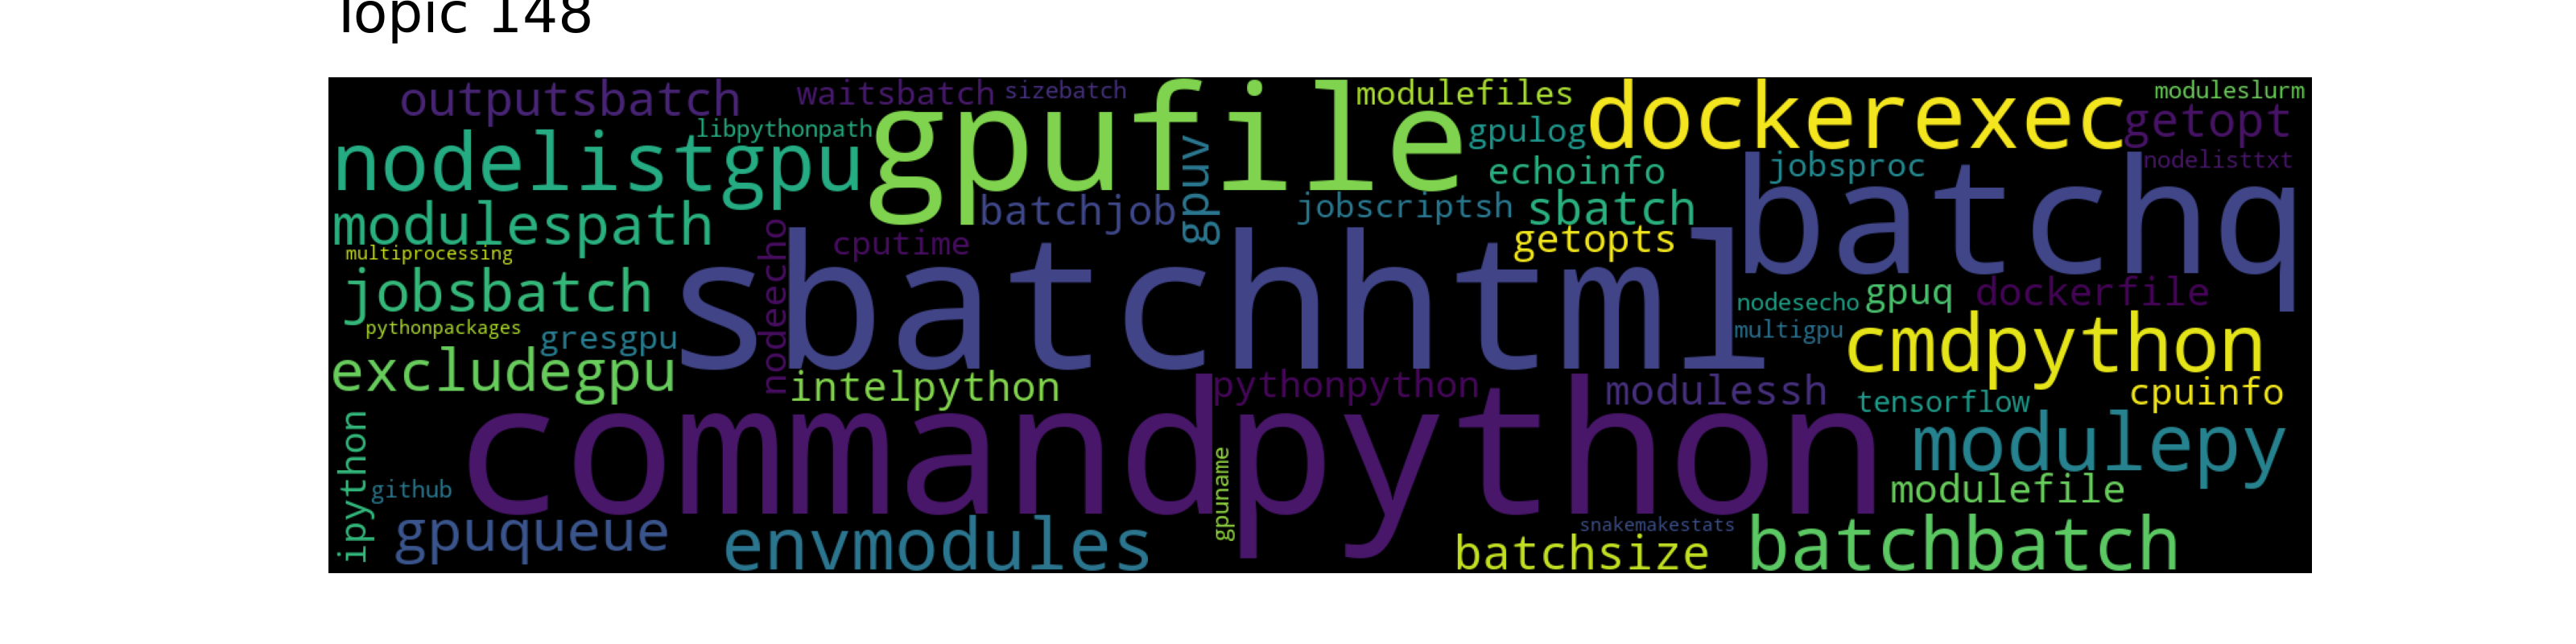 Topic 148
outputsbatch
waitsbatch
sizebatch
gpufile
modulefiles
dockerexec
moduleslurm
libpythonpath
gpulog
getopt
nodelistgpu
gpuv
echoinfo
jobsproc
nodelisttxt
modulespath
batchjob
jobscriptsh
sbatch
batchq
multiprocessing
nodeecho
cputime
getopts
jobsbatch
sbatchhtml
nodesecho
gpuq
dockerfile
pythonpackages
gresgpu
multigpu
cmdpython
excludegpu
intelpython
pythonpython
modulessh
tensorflow
cpuinfo
ipython
github
commandpython
gpuname
modulepy
modulefile
gpuqueue
envmodules
snakemakestats
batchsize
batchbatch